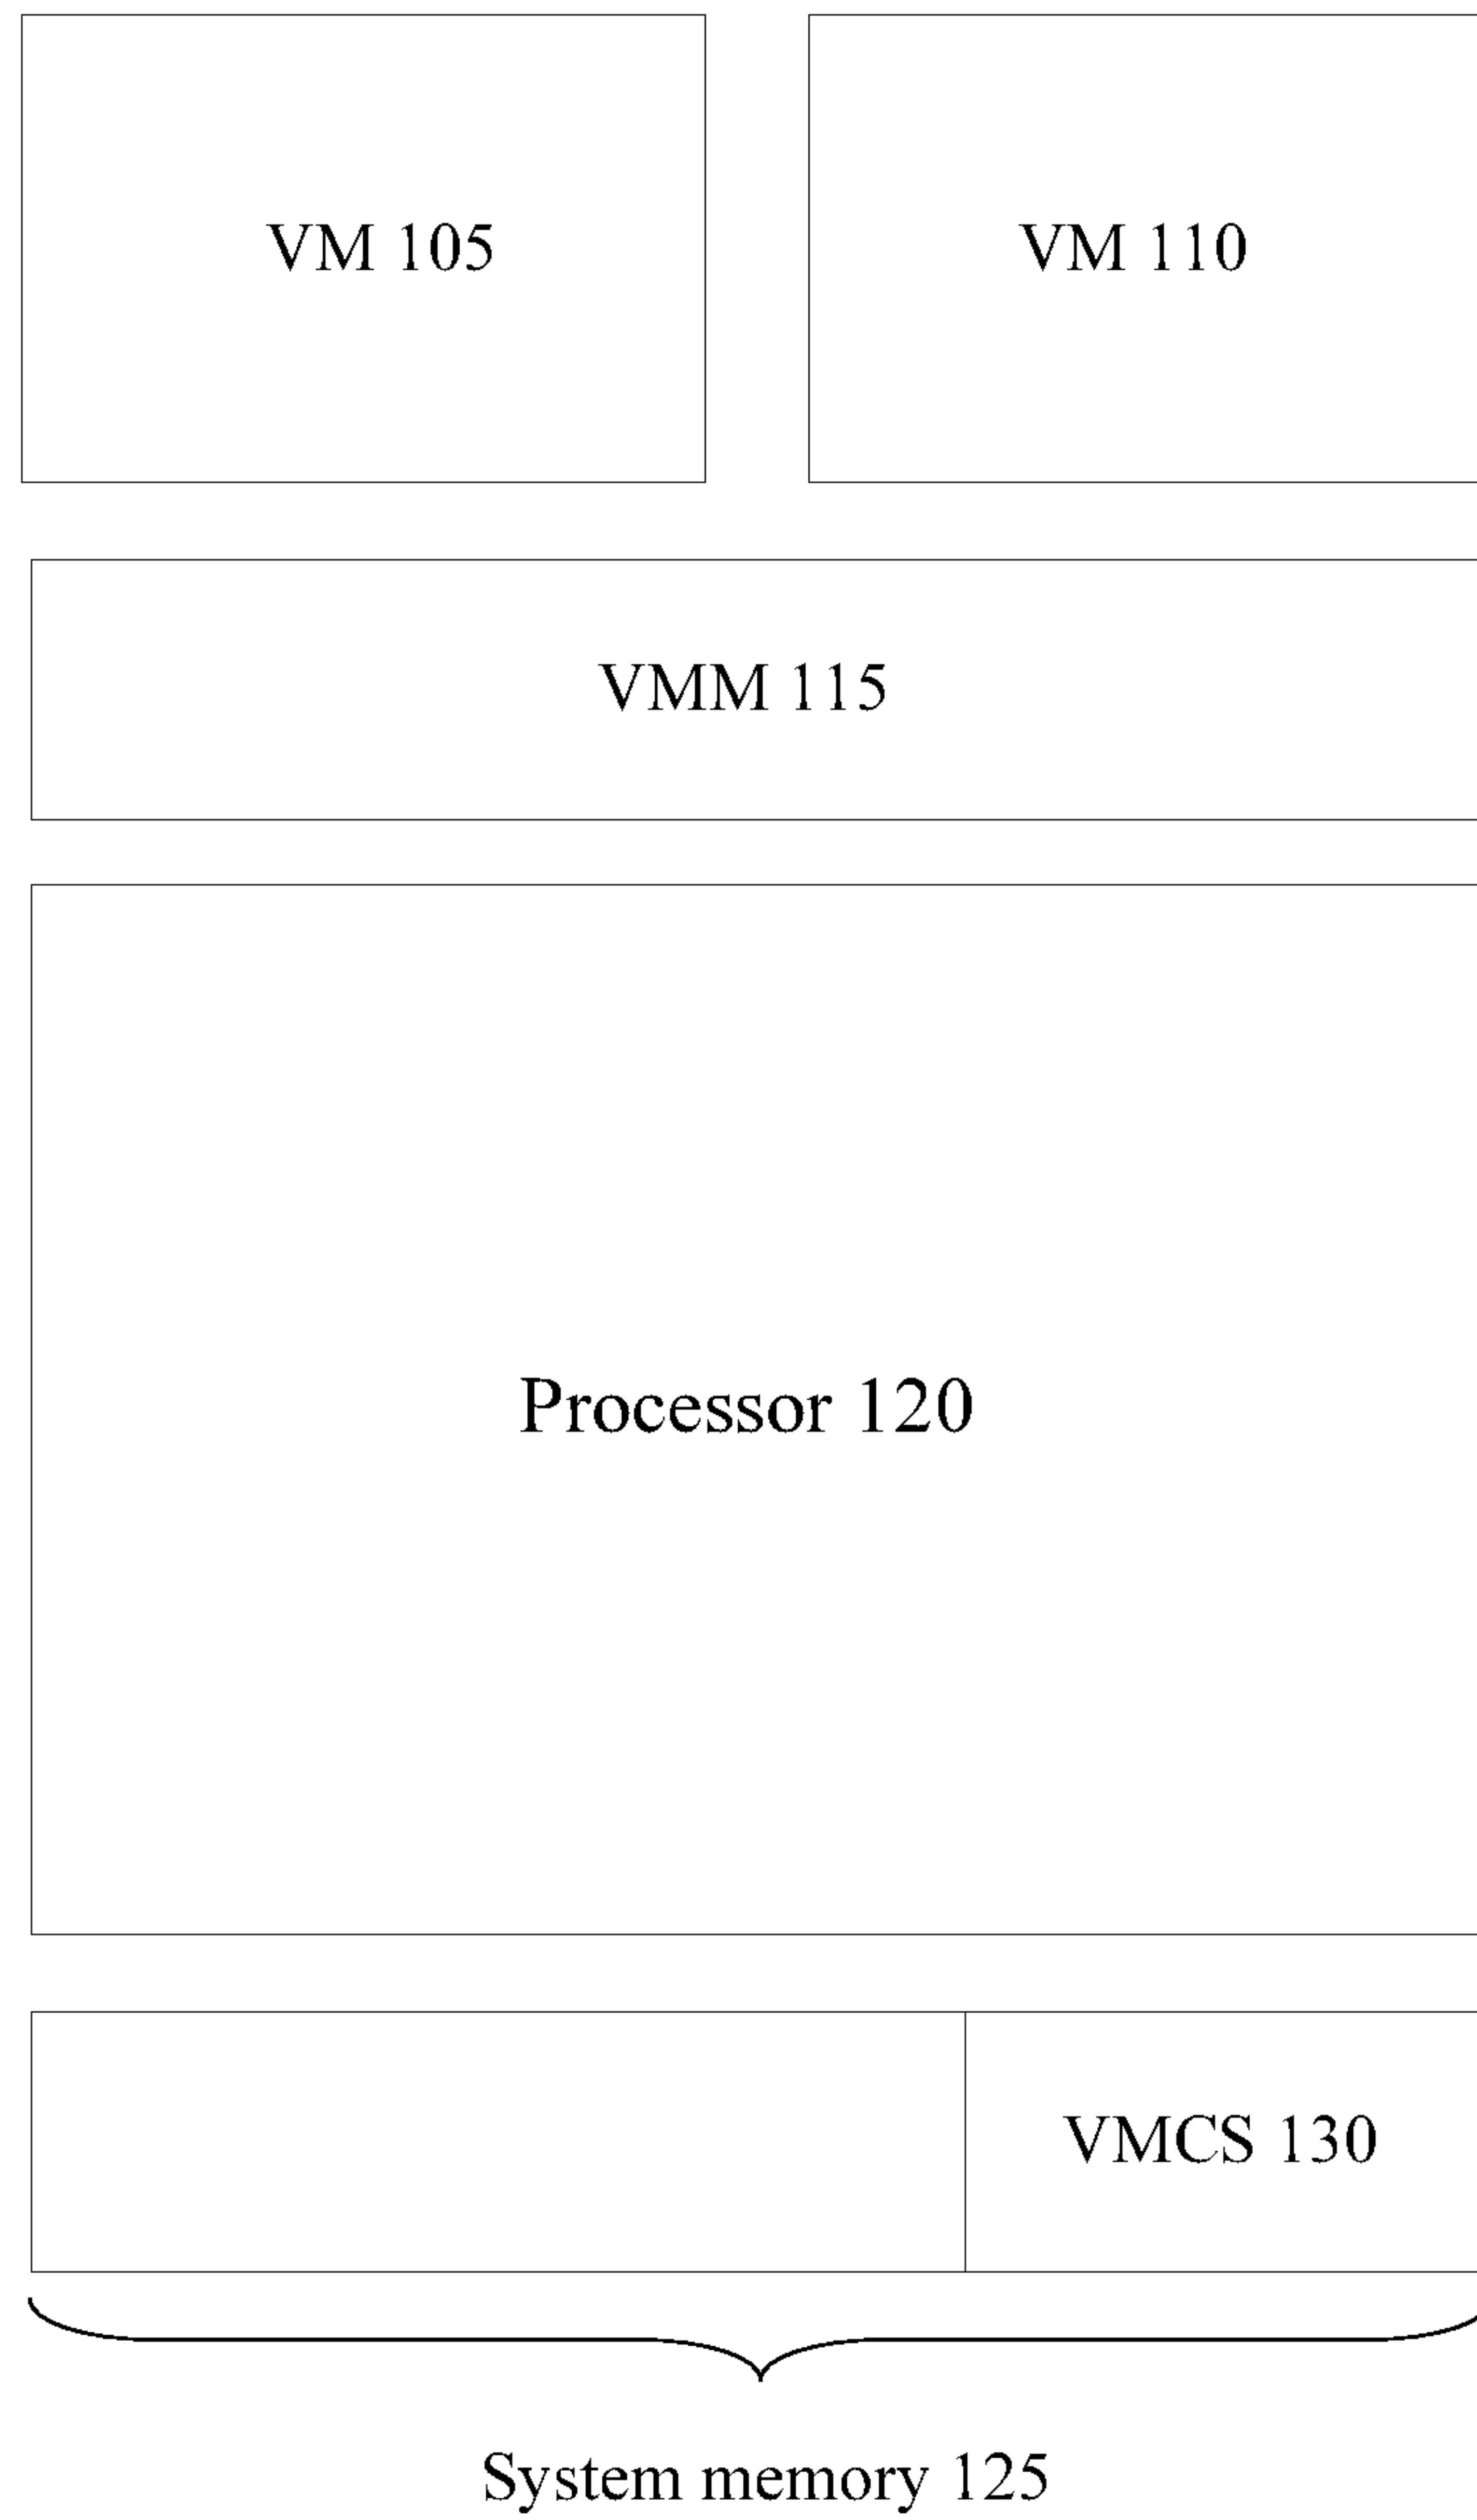 VM 105
VM 110
VMM 115
Processor 120
VMCS 130
System memory 125